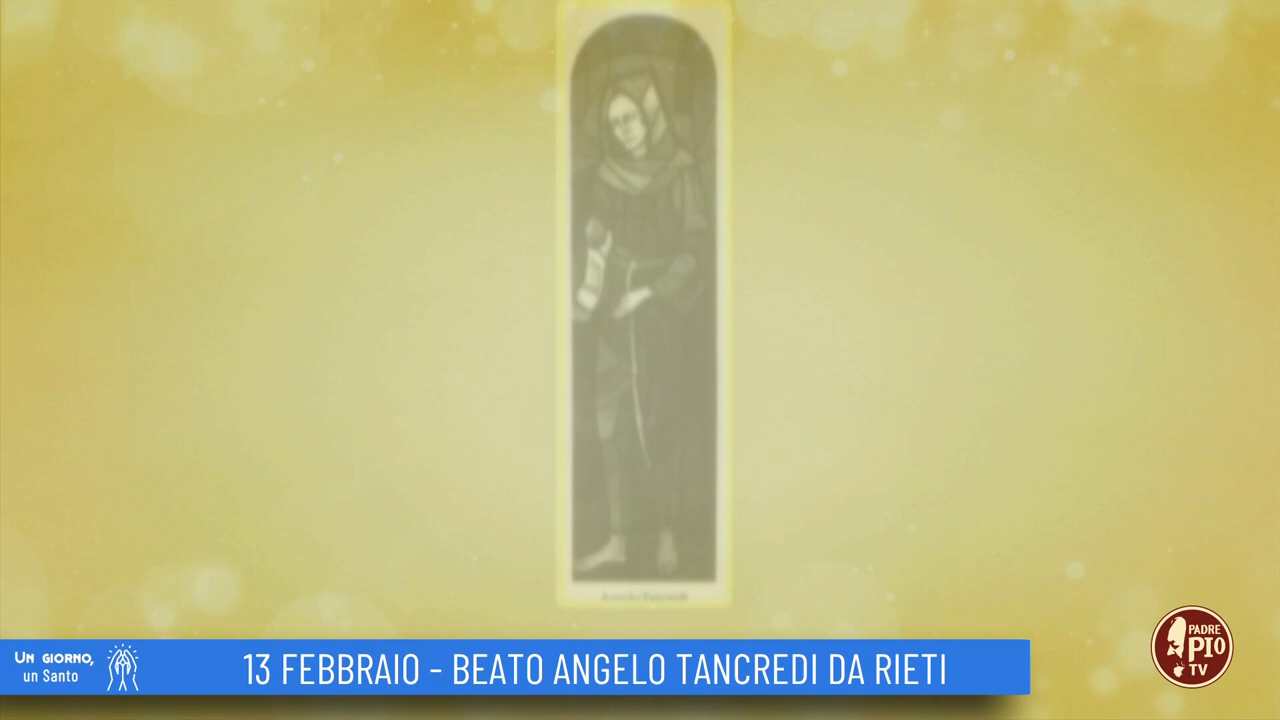 Un giorno,
un Santo
13 FEBBRAIO - BEATO ANGELO TANCREDI DA RIETI
PADRE
PIO
TV